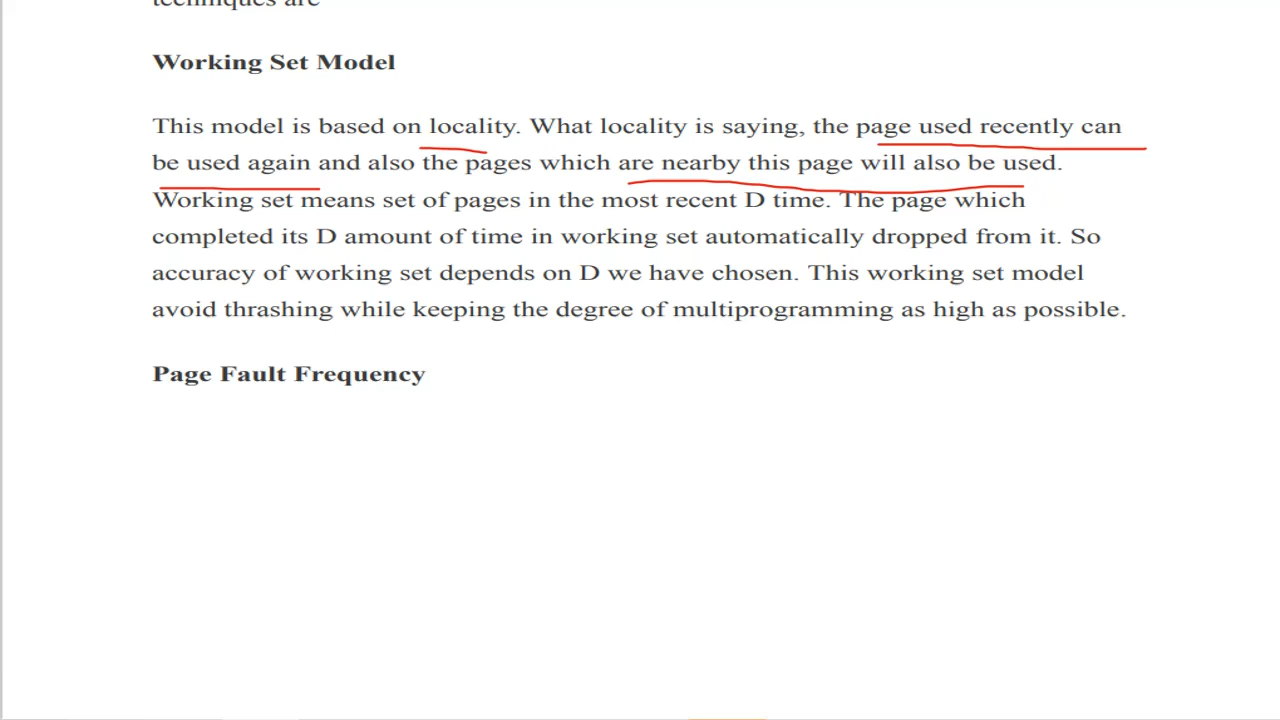 techniques are
Working Set Model
This model is based on locality. What locality is saying, the page used recently can
be used again and also the pages which are nearby this page will also be used.
Working set means set of pages in the most recent D time. The page which
completed its D amount of time in working set automatically dropped from it. So
accuracy of working set depends on D we have chosen. This working set model
avoid thrashing while keeping the degree of multiprogramming as high as possible.
Page Fault Frequency